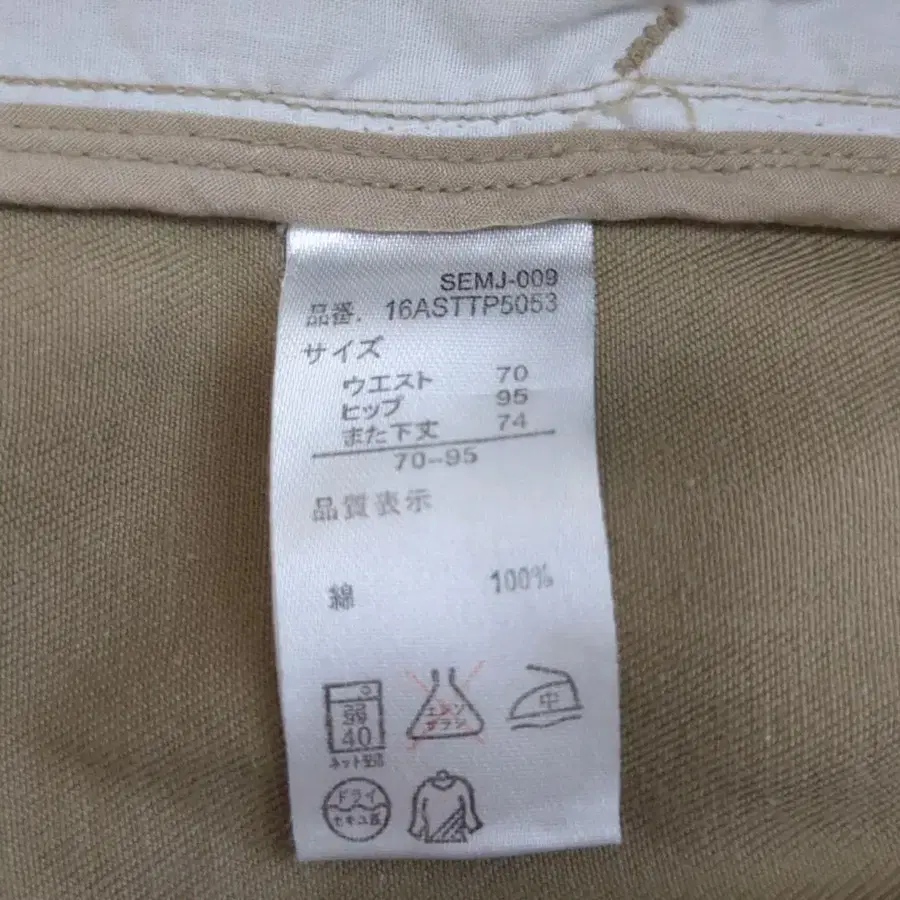 SEMJ-009
品番. 16ASTTP5053
サイズ
ウエスト 70
ヒップ 95
また下丈 74
70-95
品質表示
綿 100%
中
40
ネット使用
ドライ
セキユ系